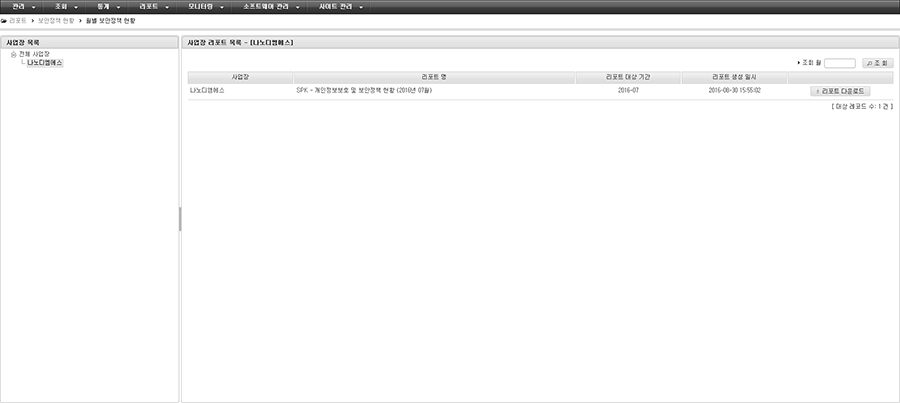 관리 조회 통계 리포트 모니터링 소프트웨어 관리 사이트 관리
리포트 > 보안정책 현황 > 월별 보안정책 현황
사업장 목록
전체 사업장
나노디엠에스
사업장 리포트 목록 - [나노디엠에스]
조회 월 조 회
사업장 리포트 명 리포트 대상 기간 리포트 생성 일시
나노디엠에스 SPK - 개인정보보호 및 보안정책 현황 (2016년 07월) 2016-07 2016-08-30 15:55:02 리포트 다운로드
[ 대상 레코드 수: 1 건 ]